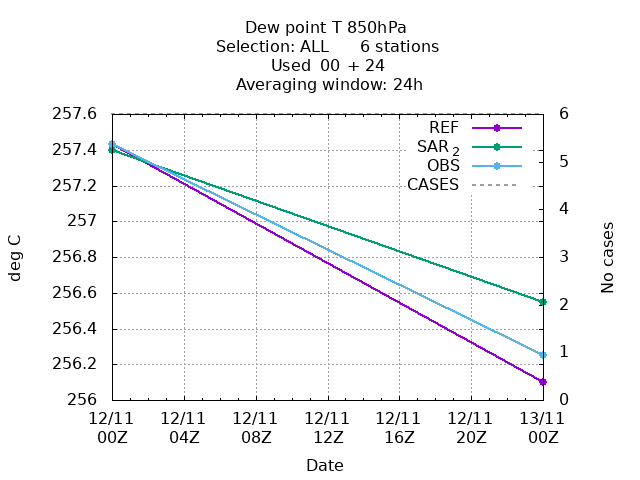 Dew point T 850hPa
Selection: ALL 6 stations
Used 00 + 24
Averaging window: 24h
257.6
257.4
257.2
257
256.8
256.6
256.4
256.2
256
deg C
6
5
4
3
2
1
0
No cases
REF
SAR 2
OBS
CASES
12/11 12/11 12/11 12/11 12/11 12/11 13/11
00Z 04Z 08Z 12Z 16Z 20Z 00Z
Date